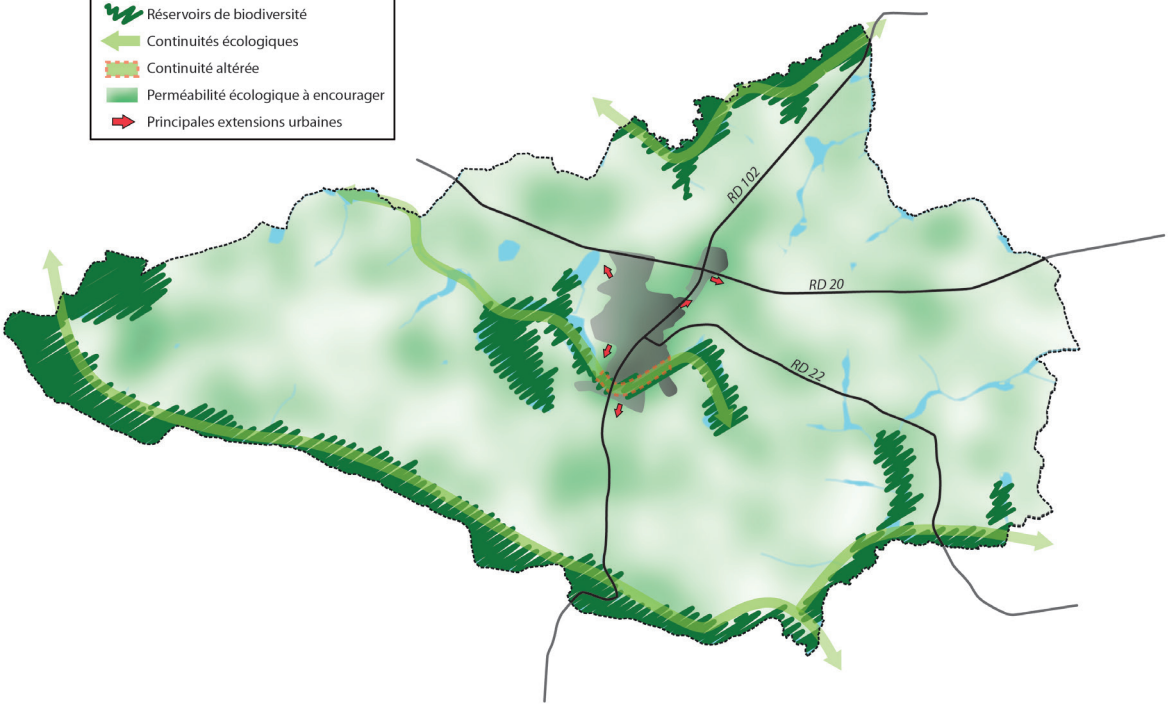 Réservoirs de biodiversité
Continuités écologiques
Continuité altérée
Perméabilité écologique à encourager
Principales extensions urbaines
RD 102
RD 20
RD 22